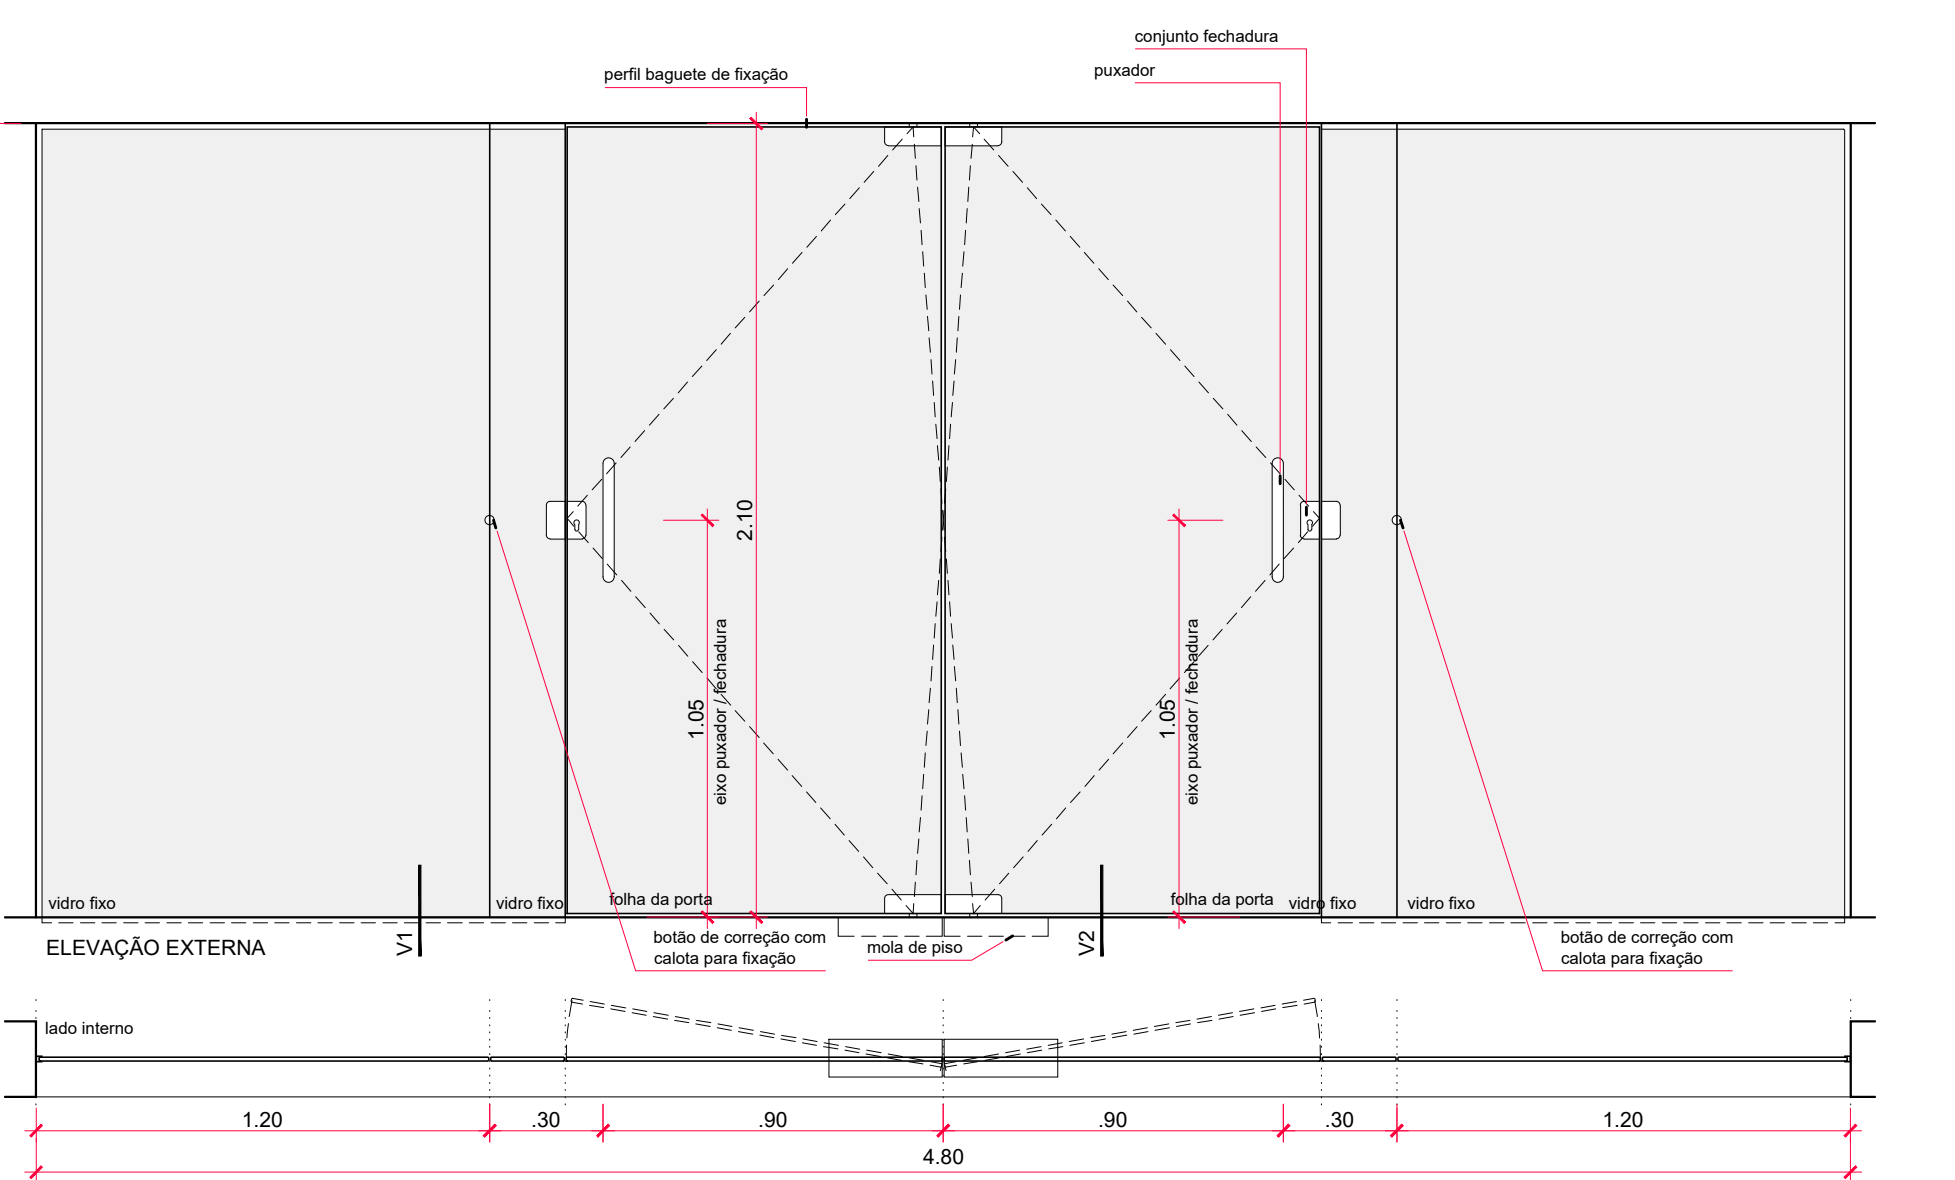 conjunto fechadura
puxador
perfil baguete de fixação
2.10
1.05
eixo puxador / fechadura
1.05
eixo puxador / fechadura
vidro fixo
vidro fixo
folha da porta
folha da porta
vidro fixo
vidro fixo
ELEVAÇÃO EXTERNA
V1
botão de correção com
calota para fixação
mola de piso
V2
botão de correção com
calota para fixação
lado interno
1.20
.30
.90
.90
.30
1.20
4.80